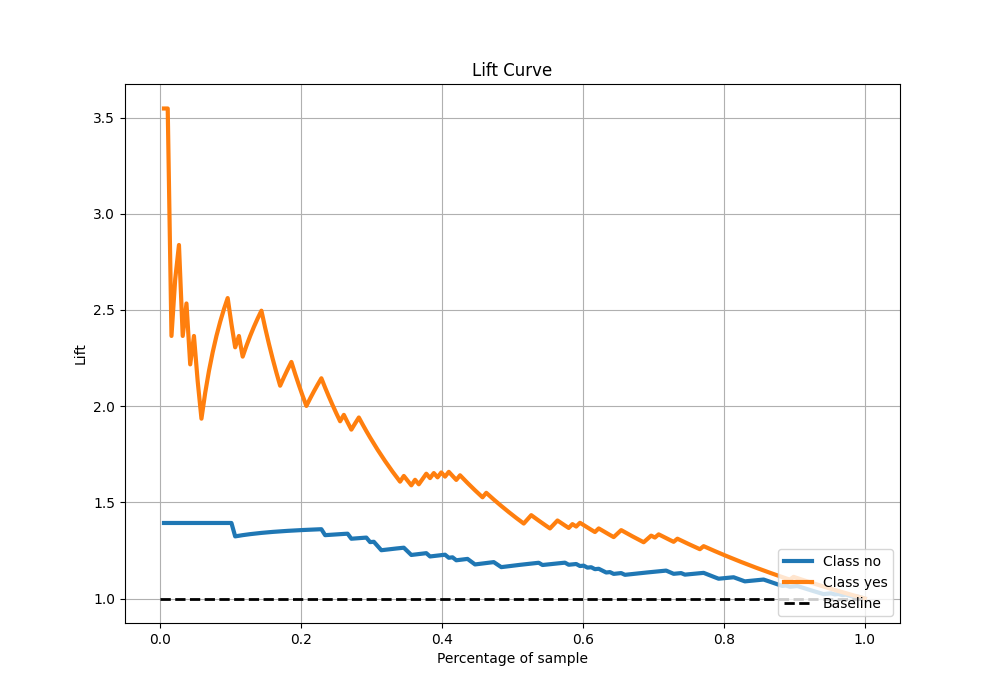 Lift Curve
3.5
3.0
2.5
2.0
1.5
1.0
Lift
0.0
0.2
0.4
0.6
0.8
1.0
Percentage of sample
Class no
Class yes
Baseline